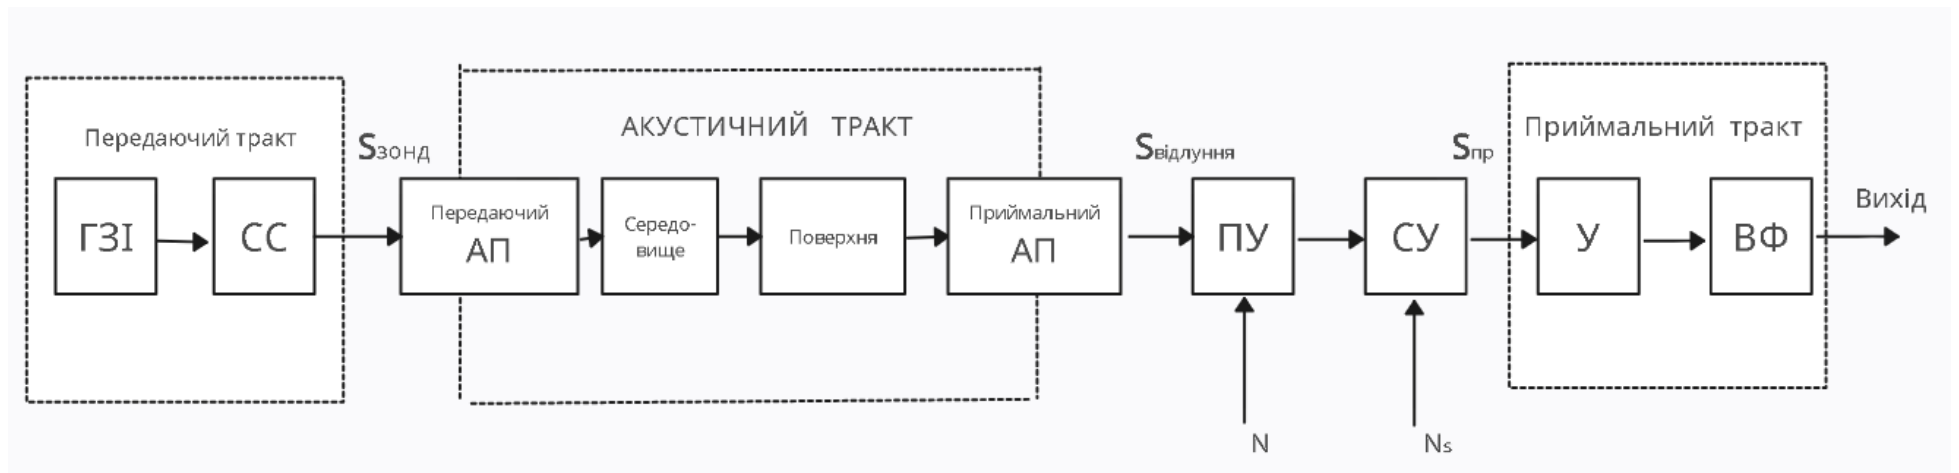 Передаючий тракт
ГЗІ
СС
Sзонд
АКУСТИЧНИЙ ТРАКТ
Передаючий
АП
Середо-
вище
Поверхня
Приймальний
АП
Sвідлуння
ПУ
N
СУ
Ns
Sпр
Приймальний тракт
У
ВФ
Вихід